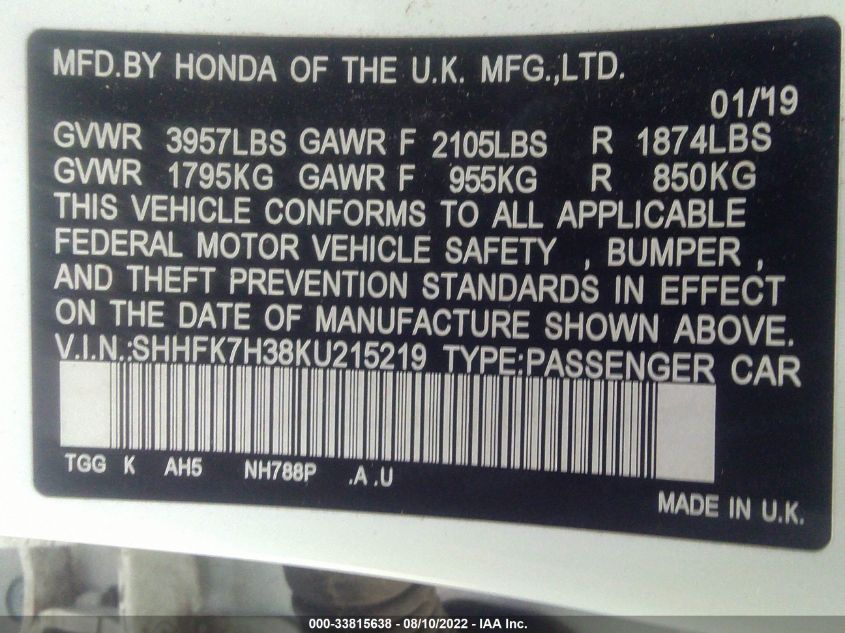 MFD.BY HONDA OF THE U.K. MFG.,LTD.
01/19
GVWR 3957LBS GAWR F 2105LBS R 1874LBS
GVWR 1795KG GAWR F 955KG R 850KG
THIS VEHICLE CONFORMS TO ALL APPLICABLE
FEDERAL MOTOR VEHICLE SAFETY , BUMPER ,
AND THEFT PREVENTION STANDARDS IN EFFECT
ON THE DATE OF MANUFACTURE SHOWN ABOVE.
V.I.N.:SHHFK7H38KU215219 TYPE:PASSENGER CAR
TGG K AH5 NH788P .A .U
MADE IN U.K.
000-33815638 - 08/10/2022 - IAA Inc.